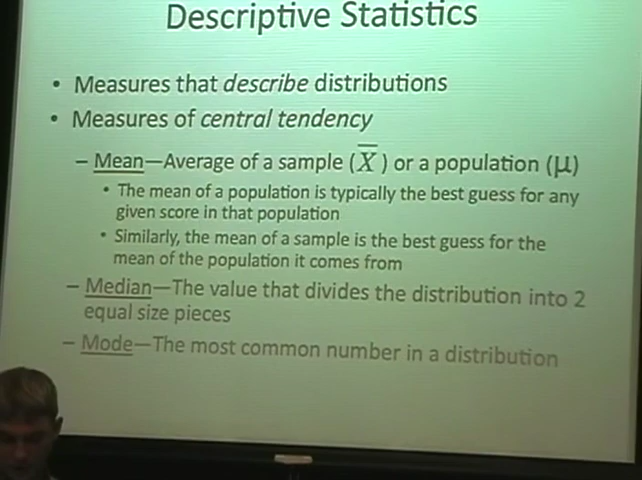 Descriptive Statistics
• Measures that describe distributions
• Measures of central tendency
– Mean—Average of a sample (X̅) or a population (μ)
• The mean of a population is typically the best guess for any
given score in that population
• Similarly, the mean of a sample is the best guess for the
mean of the population it comes from
– Median—The value that divides the distribution into 2
equal size pieces
– Mode—The most common number in a distribution